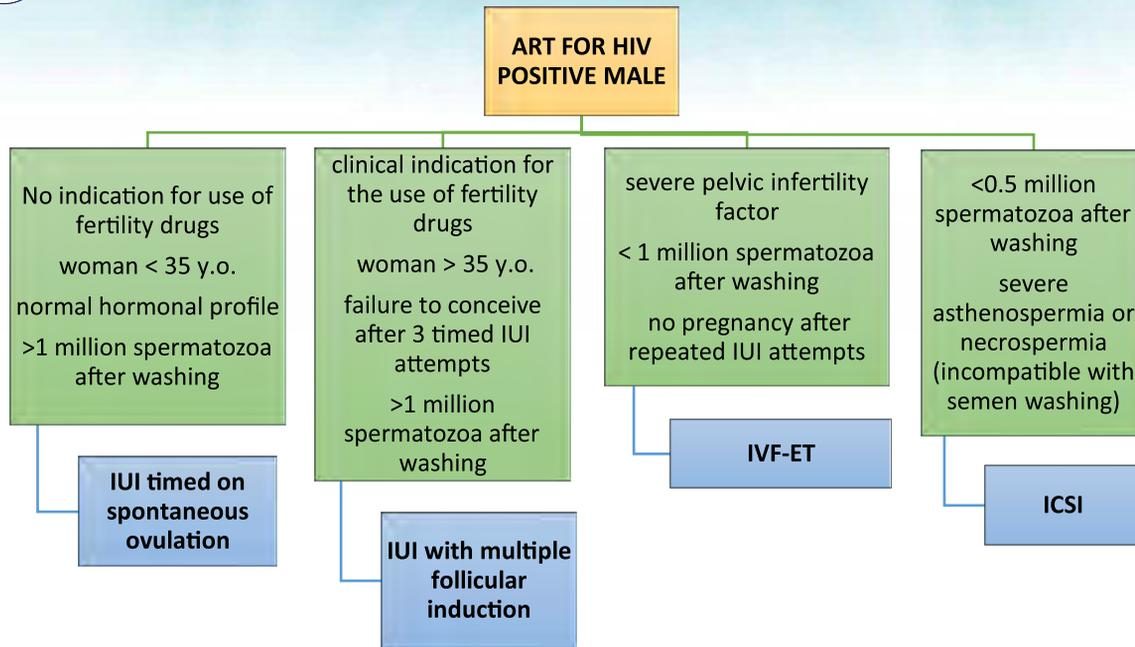 ART FOR HIV
POSITIVE MALE
No indication for use of
fertility drugs
woman < 35 y.o.
normal hormonal profile
>1 million spermatozoa
after washing
IUI timed on
spontaneous
ovulation
clinical indication for
the use of fertility
drugs
woman > 35 y.o.
failure to conceive
after 3 timed IUI
attempts
>1 million
spermatozoa after
washing
IUI with multiple
follicular
induction
severe pelvic infertility
factor
< 1 million spermatozoa
after washing
no pregnancy after
repeated IUI attempts
IVF-ET
<0.5 million
spermatozoa after
washing
severe
asthenospermia or
necrospermia
(incompatible with
semen washing)
ICSI